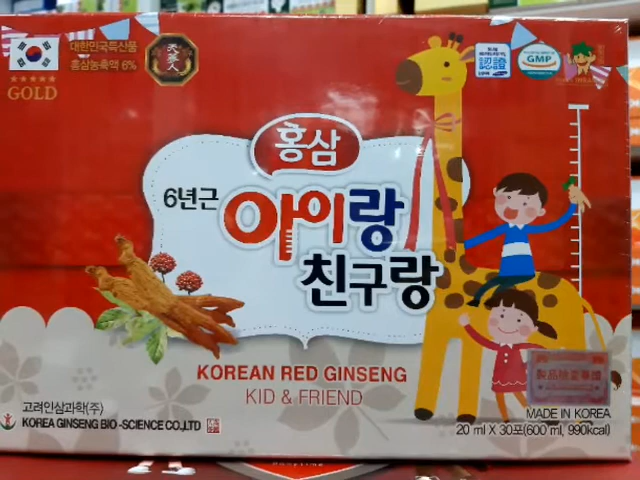 대한민국특산품
홍삼농축액 6%
GOLD
GMP
홍삼
6년근
아이랑
친구랑
KOREAN RED GINSENG
KID & FRIEND
고려인삼과학(주)
KOREA GINSENG BIO-SCIENCE CO.,LTD
MADE IN KOREA
20 ml X 30포(600 ml, 990kcal)